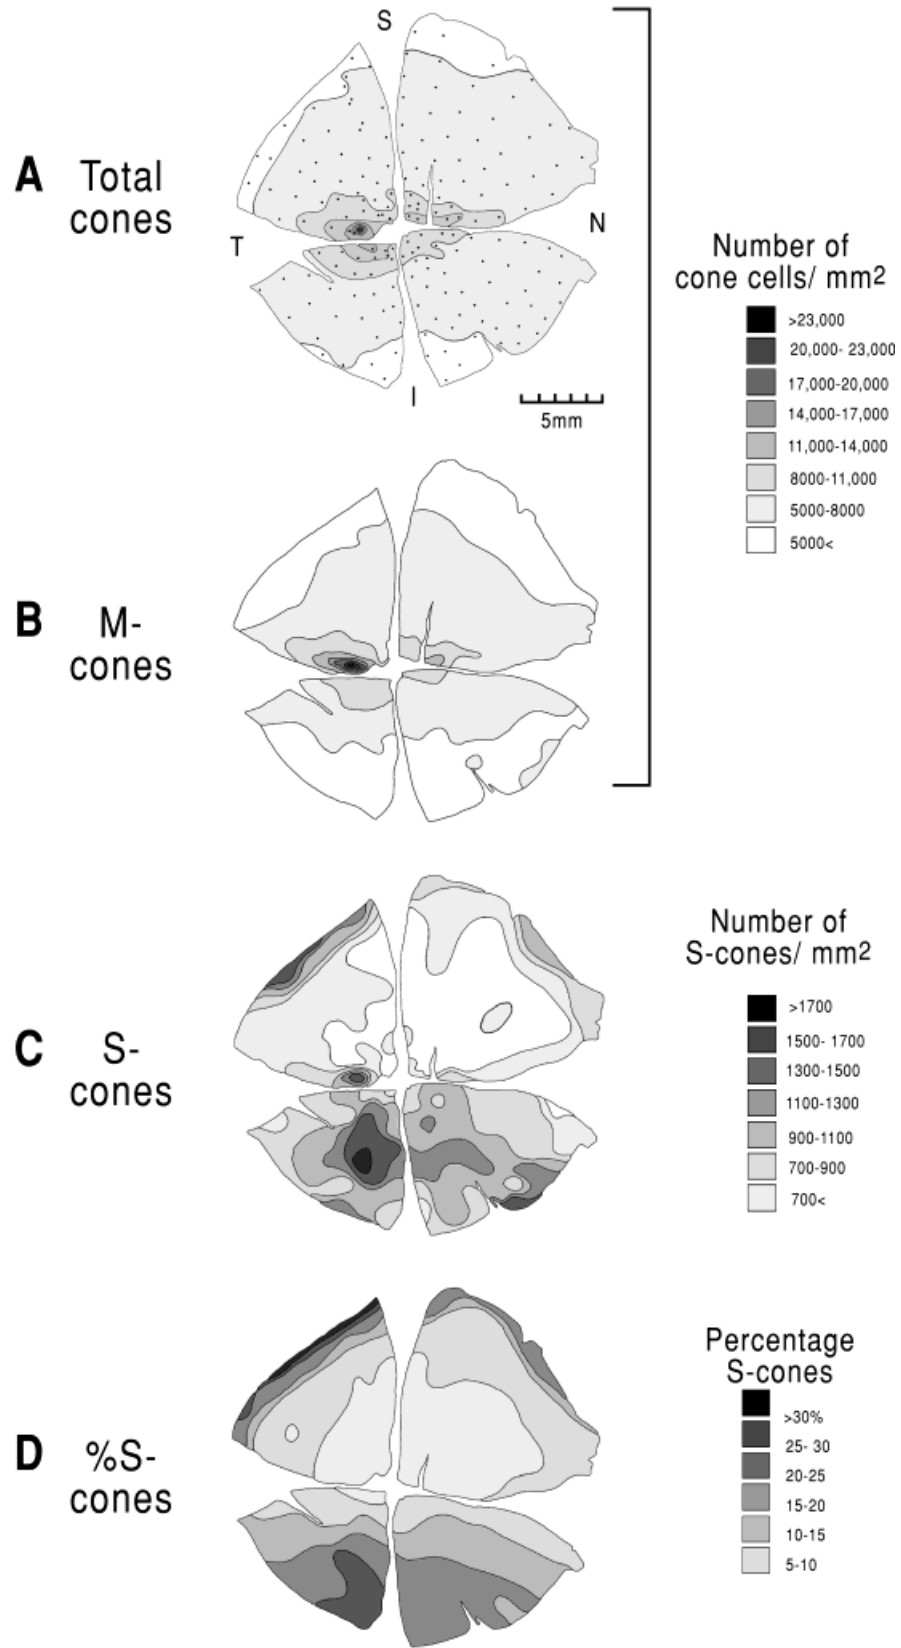 S
A
Total
cones
T
N
I
5mm
Number of
cone cells/ mm2
>23,000
20,000- 23,000
17,000-20,000
14,000-17,000
11,000-14,000
8000-11,000
5000-8000
5000<
B
M-
cones
C
S-
cones
Number of
S-cones/ mm2
>1700
1500- 1700
1300-1500
1100-1300
900-1100
700-900
700<
D
%S-
cones
Percentage
S-cones
>30%
25- 30
20-25
15-20
10-15
5-10